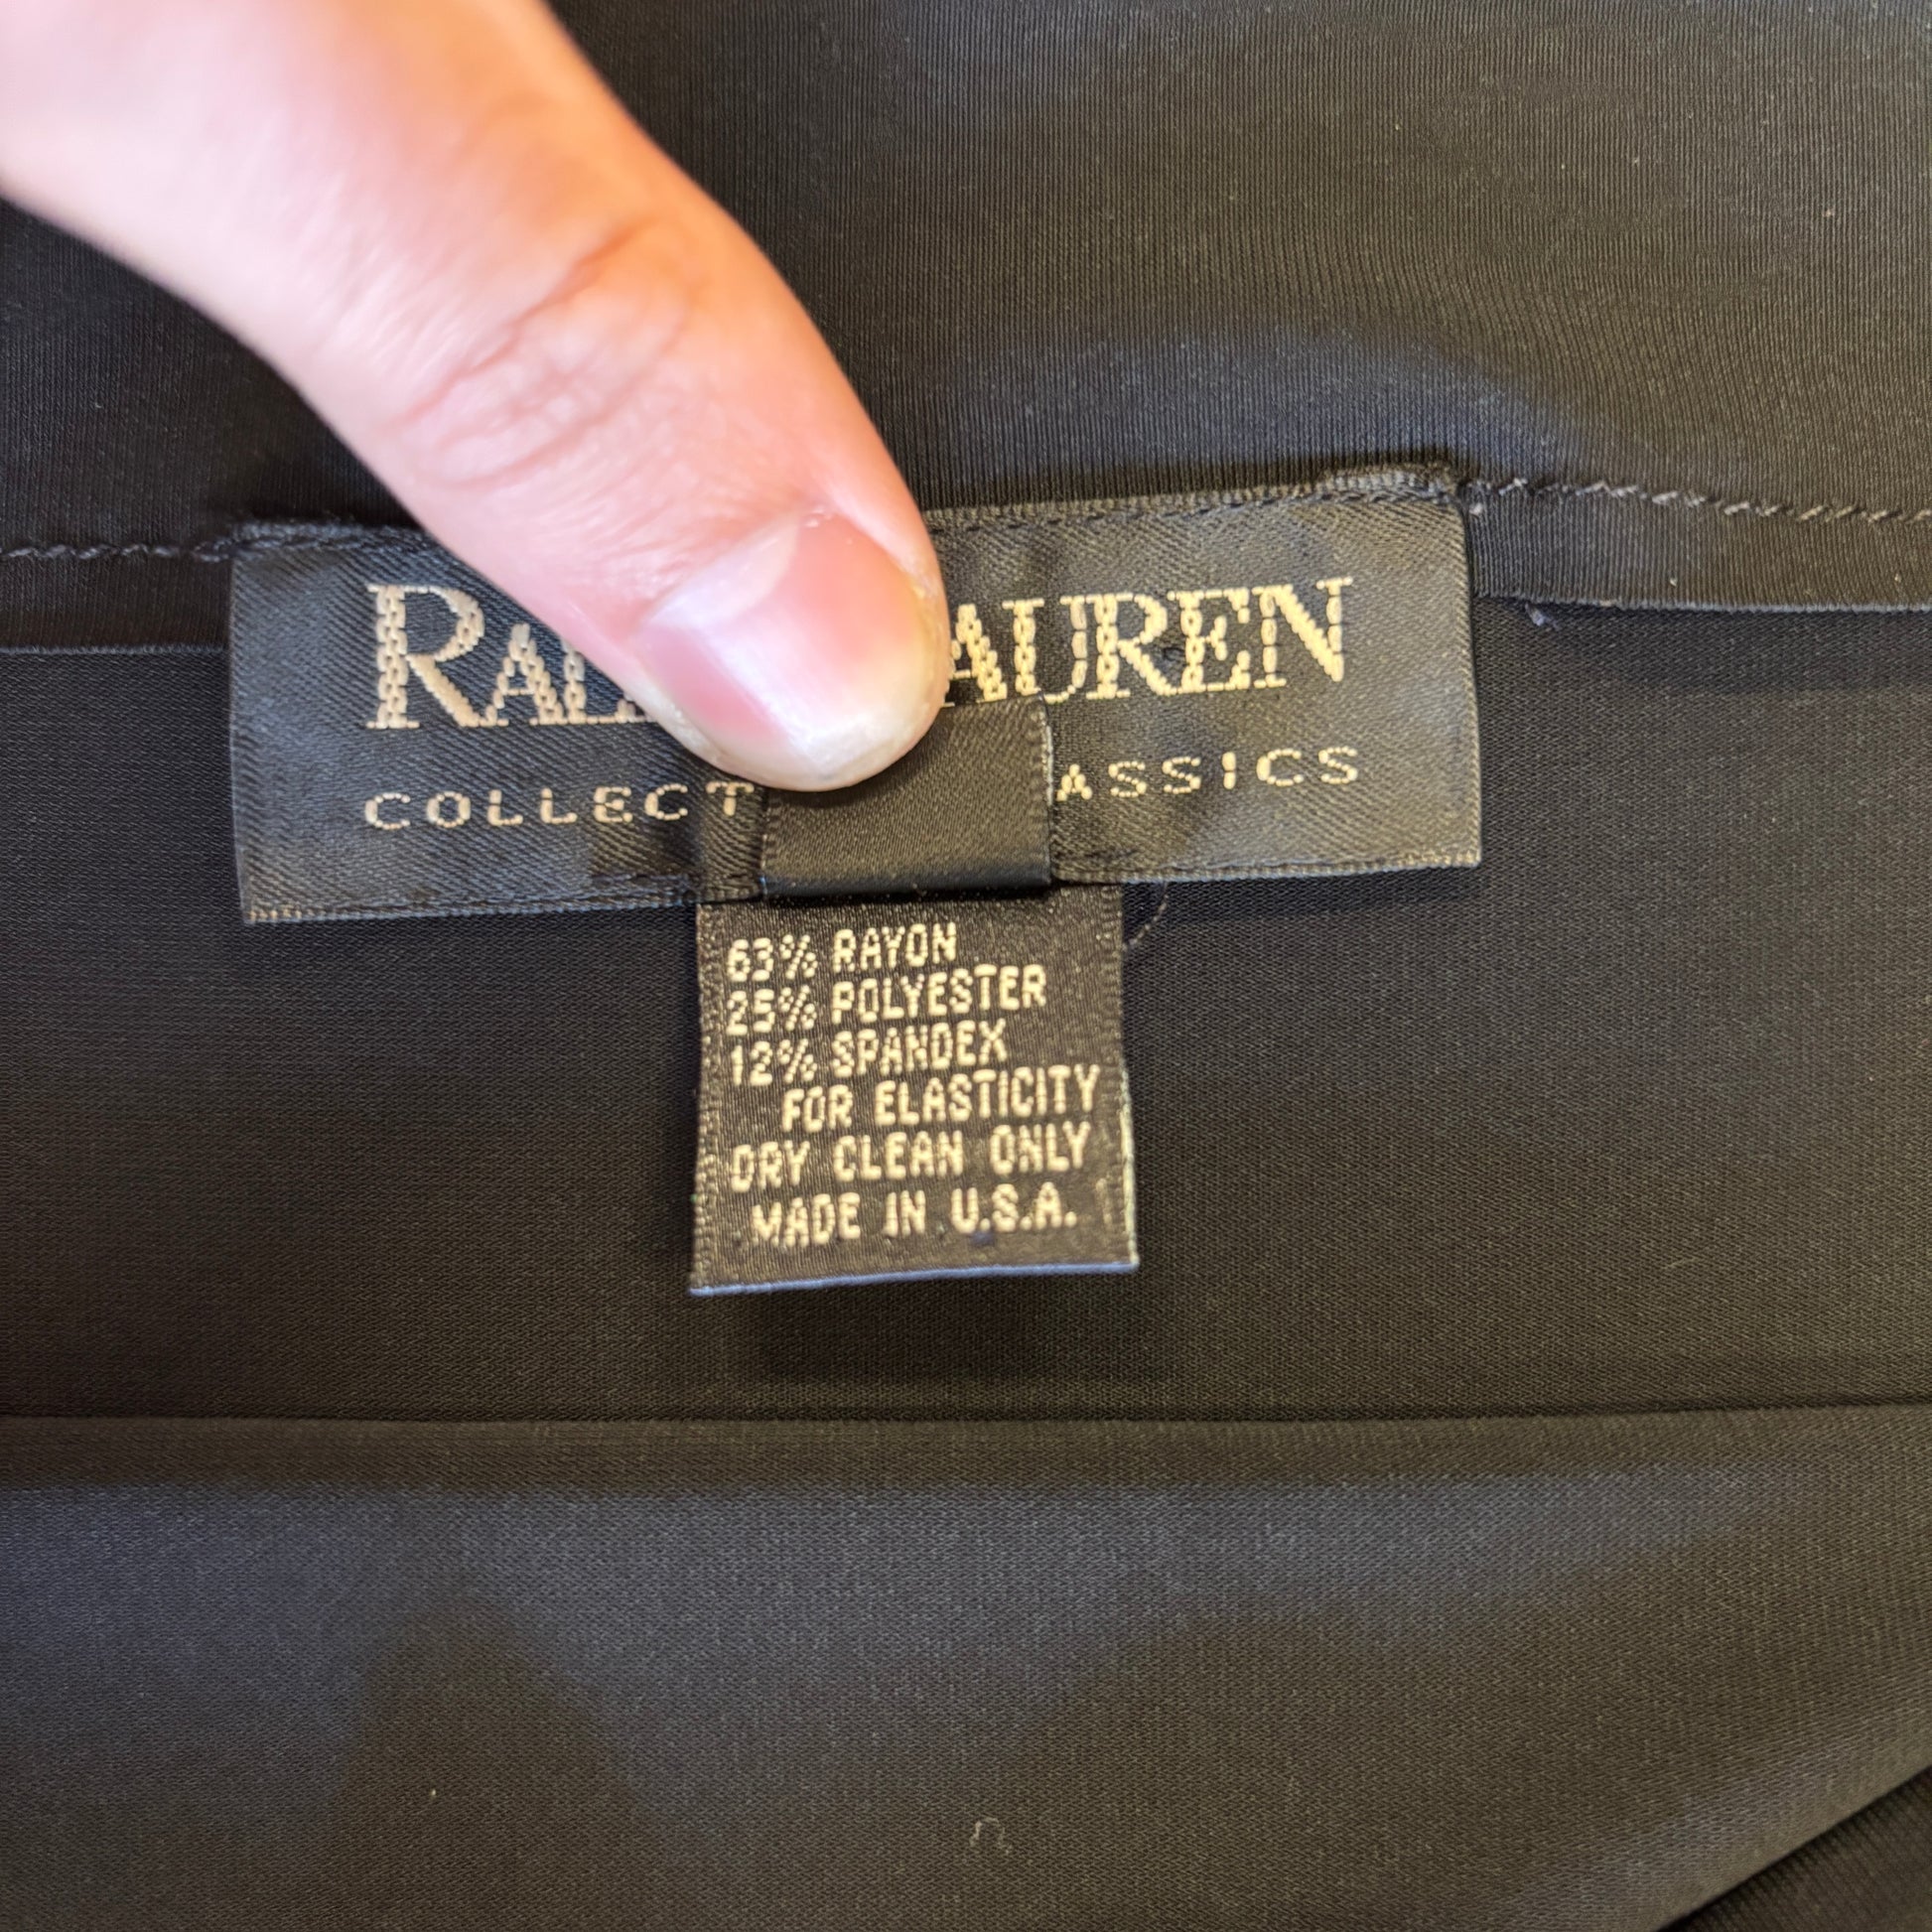 RAL AUREN
COLLECT ASSICS
63% RAYON
25% POLYESTER
12% SPANDEX
FOR ELASTICITY
DRY CLEAN ONLY
MADE IN U.S.A.